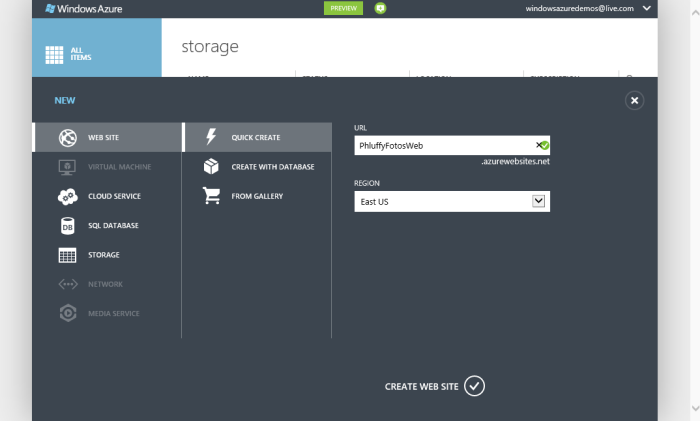 Windows Azure
PREVIEW
windowsazuredemos@live.com
ALL
ITEMS
storage
NEW
WEB SITE
VIRTUAL MACHINE
CLOUD SERVICE
DB
SQL DATABASE
STORAGE
NETWORK
MEDIA SERVICE
QUICK CREATE
CREATE WITH DATABASE
FROM GALLERY
URL
PhluffyFotosWeb
.azurewebsites.net
REGION
East US
CREATE WEB SITE